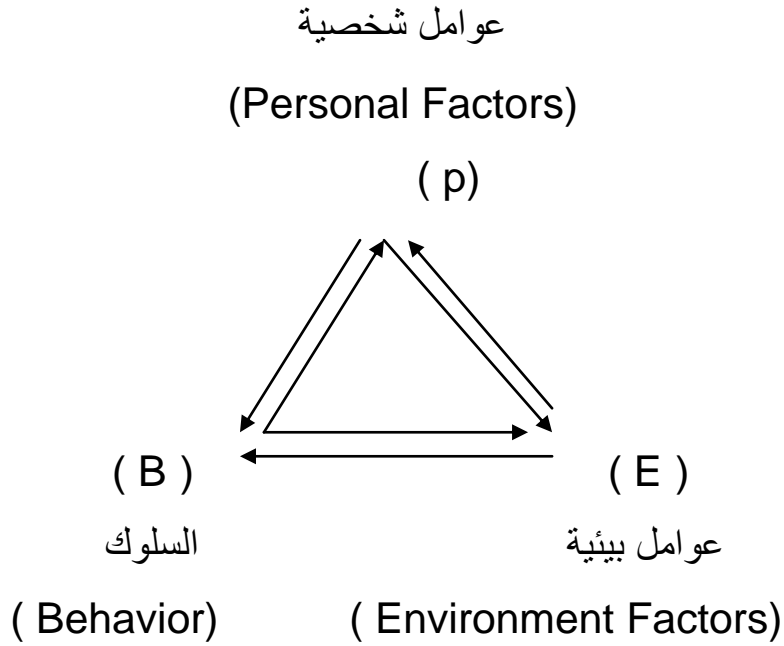 عوامل شخصية
(Personal Factors)
( p)
( B ) ( E )
السلوك عوامل بيئية
( Behavior) ( Environment Factors)